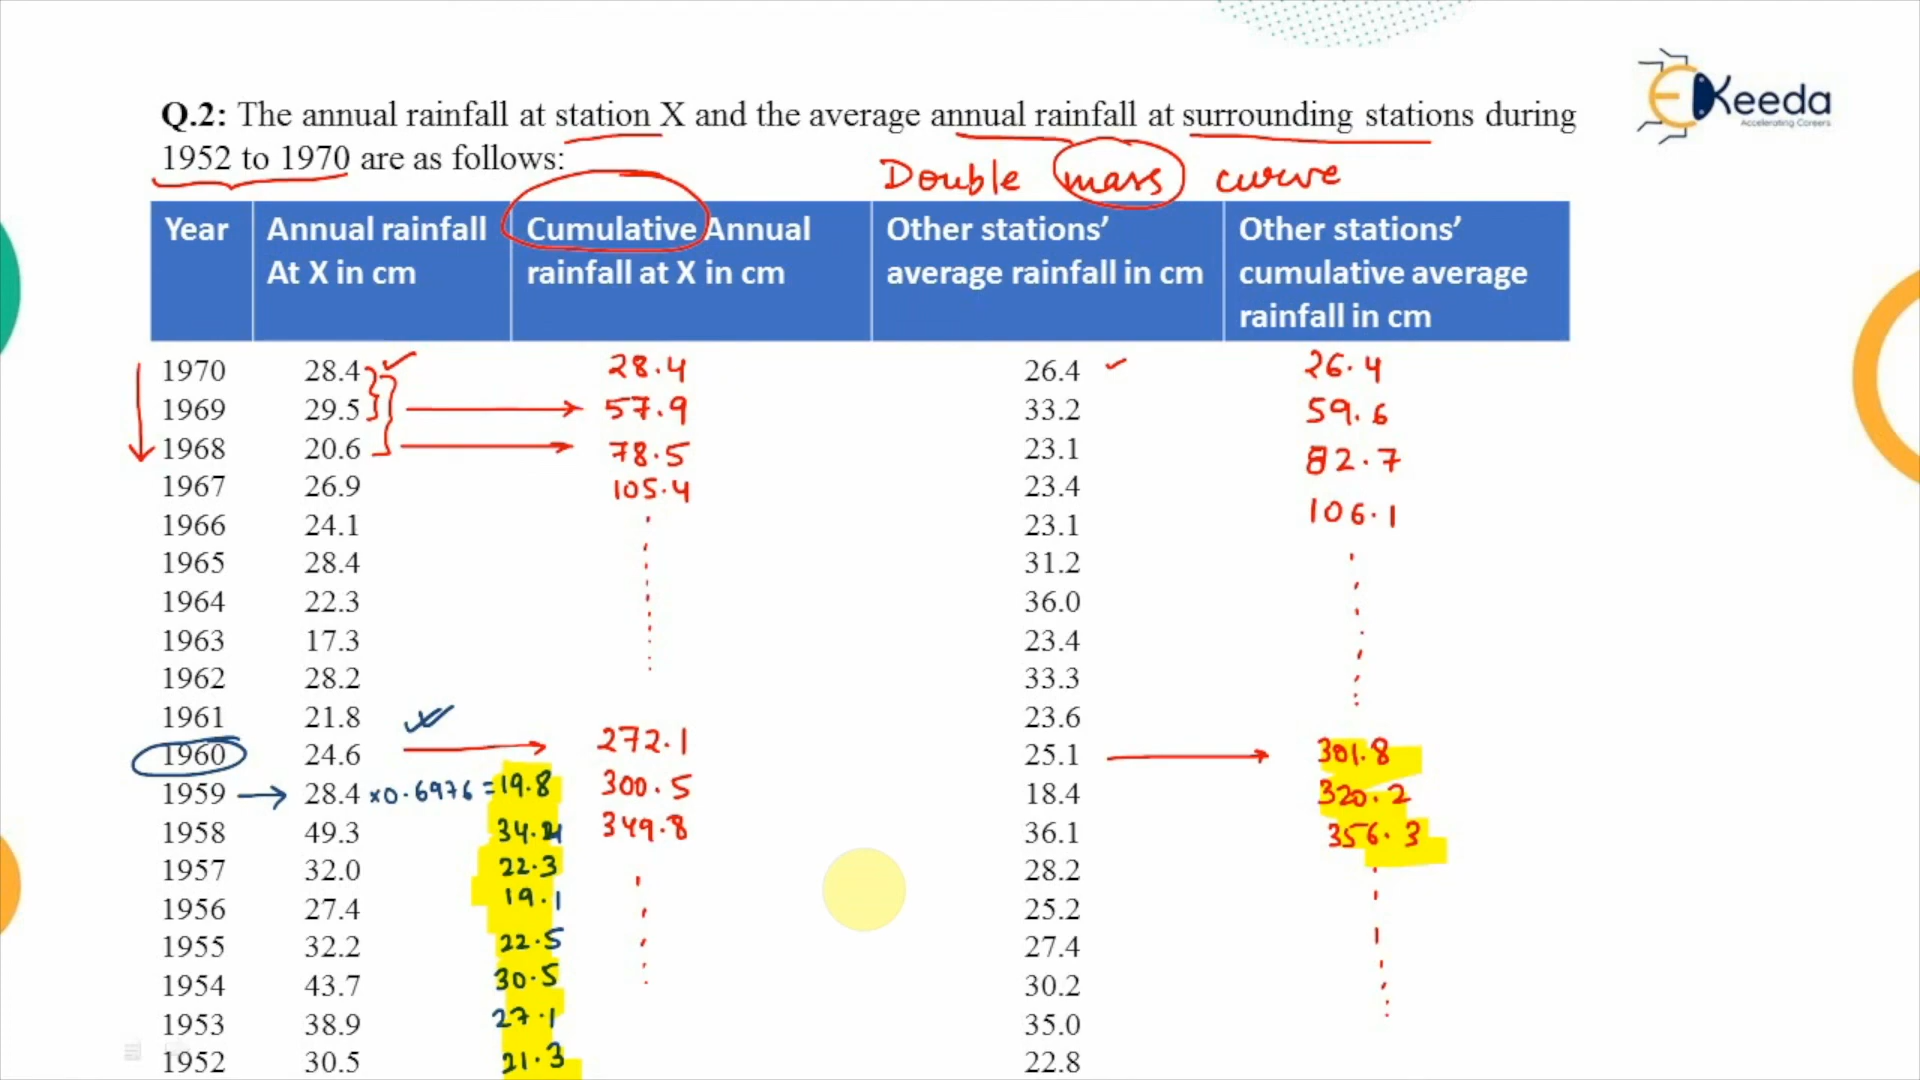 Keeda
Accelerating Careers
Q.2: The annual rainfall at station X and the average annual rainfall at surrounding stations during
1952 to 1970 are as follows:
Double mass curve
Year Annual rainfall At X in cm Cumulative Annual rainfall at X in cm Other stations’ average rainfall in cm Other stations’ cumulative average rainfall in cm
1970 28.4 28.4 26.4 26.4
1969 29.5 57.9 33.2 59.6
1968 20.6 78.5 23.1 82.7
1967 26.9 105.4 23.4 106.1
1966 24.1 23.1
1965 28.4 31.2
1964 22.3 36.0
1963 17.3 23.4
1962 28.2 33.3
1961 21.8 23.6
1960 24.6 272.1 25.1 301.8
1959 28.4 ×0.6976 = 19.8 300.5 18.4 320.2
1958 49.3 349.8 36.1 356.3
1957 32.0 22.3 28.2
1956 27.4 19.1 25.2
1955 32.2 22.5 27.4
1954 43.7 30.5 30.2
1953 38.9 27.1 35.0
1952 30.5 21.3 22.8